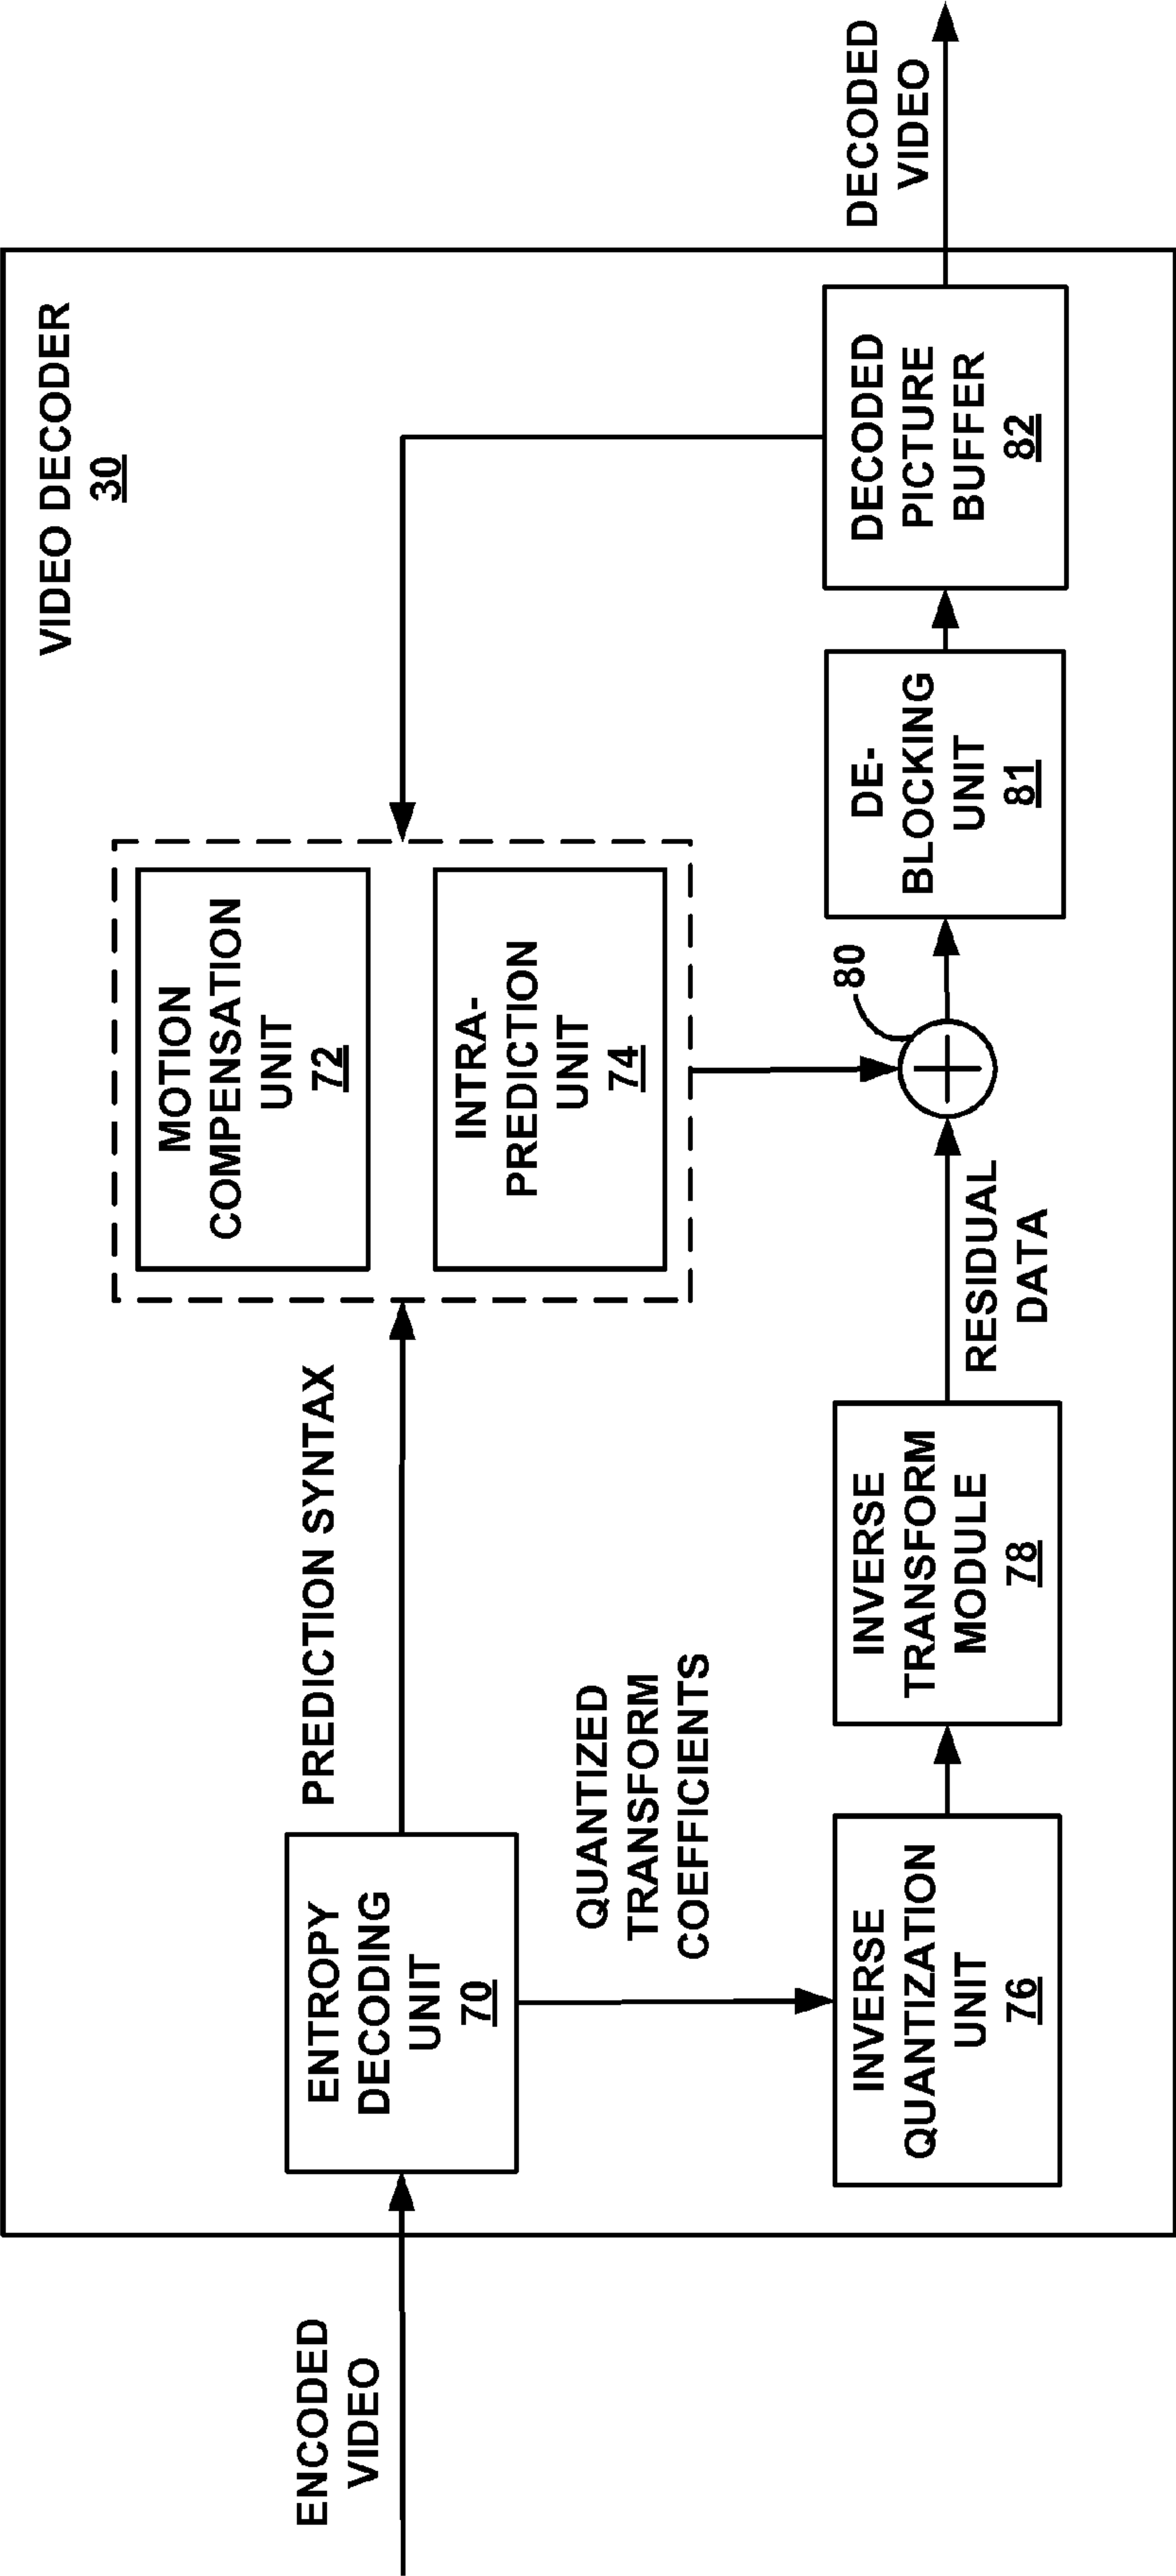 VIDEO DECODER
30
ENCODED
VIDEO
ENTROPY
DECODING
UNIT
70
PREDICTION SYNTAX
MOTION
COMPENSATION
UNIT
72
INTRA-
PREDICTION
UNIT
74
QUANTIZED
TRANSFORM
COEFFICIENTS
INVERSE
QUANTIZATION
UNIT
76
INVERSE
TRANSFORM
MODULE
78
RESIDUAL
DATA
80
DE-
BLOCKING
UNIT
81
DECODED
PICTURE
BUFFER
82
DECODED
VIDEO